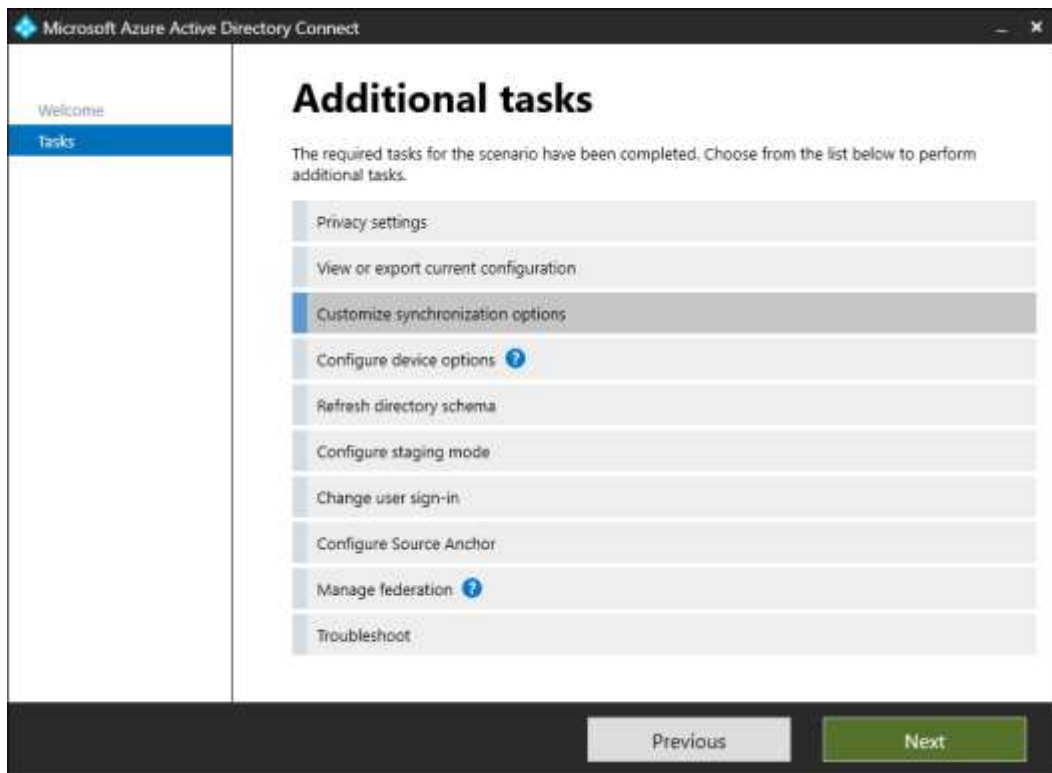 Microsoft Azure Active Directory Connect
Welcome
Tasks
Additional tasks
The required tasks for the scenario have been completed. Choose from the list below to perform
additional tasks.
Privacy settings
View or export current configuration
Customize synchronization options
Configure device options ?
Refresh directory schema
Configure staging mode
Change user sign-in
Configure Source Anchor
Manage federation ?
Troubleshoot
Previous
Next